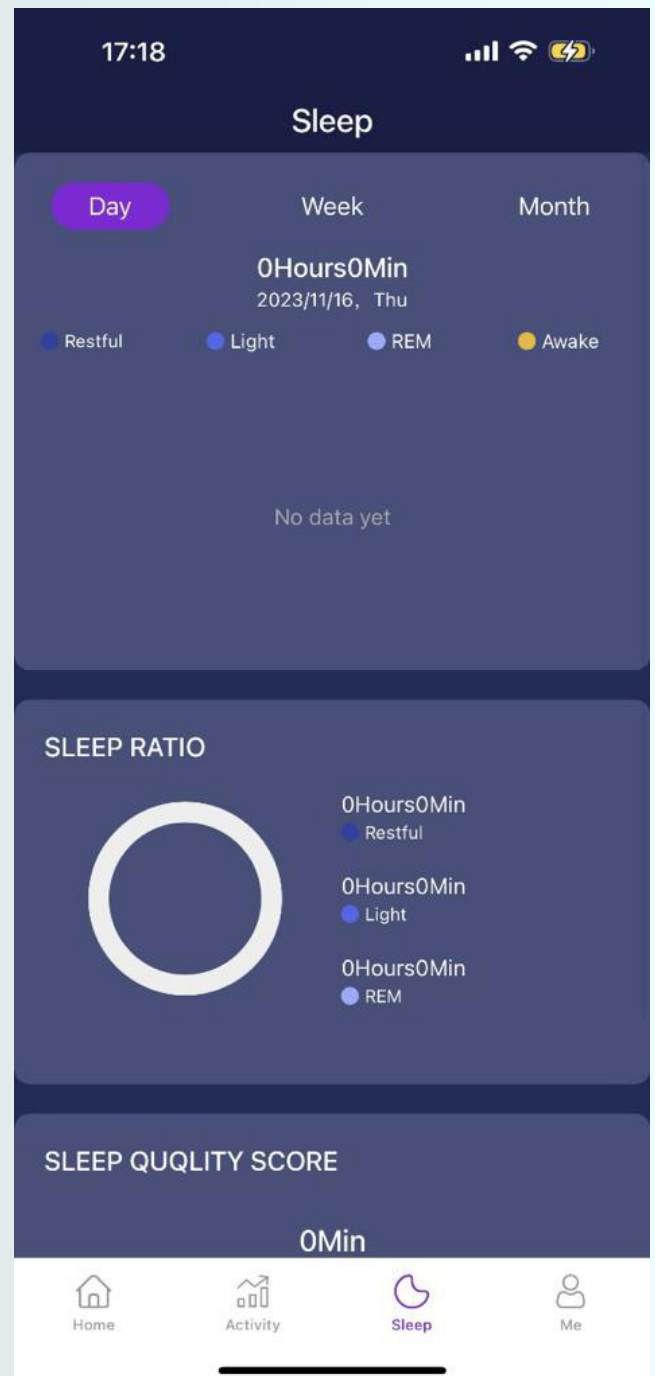 17:18
Sleep
Day Week Month
0Hours0Min
2023/11/16, Thu
Restful Light REM Awake
No data yet
SLEEP RATIO
0Hours0Min
Restful
0Hours0Min
Light
0Hours0Min
REM
SLEEP QUQLITY SCORE
0Min
Home Activity Sleep Me